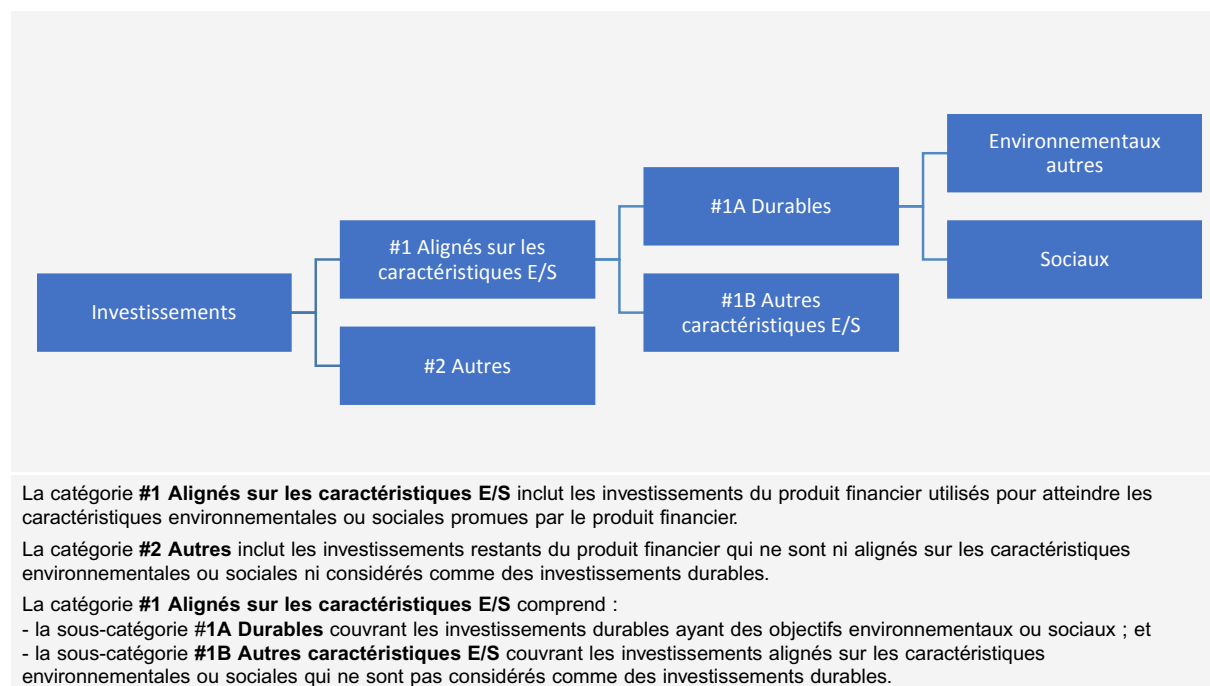 Investissements
#1 Alignés sur les
caractéristiques E/S
#2 Autres
#1A Durables
#1B Autres
caractéristiques E/S
Environnementaux
autres
Sociaux
La catégorie #1 Alignés sur les caractéristiques E/S inclut les investissements du produit financier utilisés pour atteindre les
caractéristiques environnementales ou sociales promues par le produit financier.
La catégorie #2 Autres inclut les investissements restants du produit financier qui ne sont ni alignés sur les caractéristiques
environnementales ou sociales ni considérés comme des investissements durables.
La catégorie #1 Alignés sur les caractéristiques E/S comprend :
- la sous-catégorie #1A Durables couvrant les investissements durables ayant des objectifs environnementaux ou sociaux ; et
- la sous-catégorie #1B Autres caractéristiques E/S couvrant les investissements alignés sur les caractéristiques
environnementales ou sociales qui ne sont pas considérés comme des investissements durables.